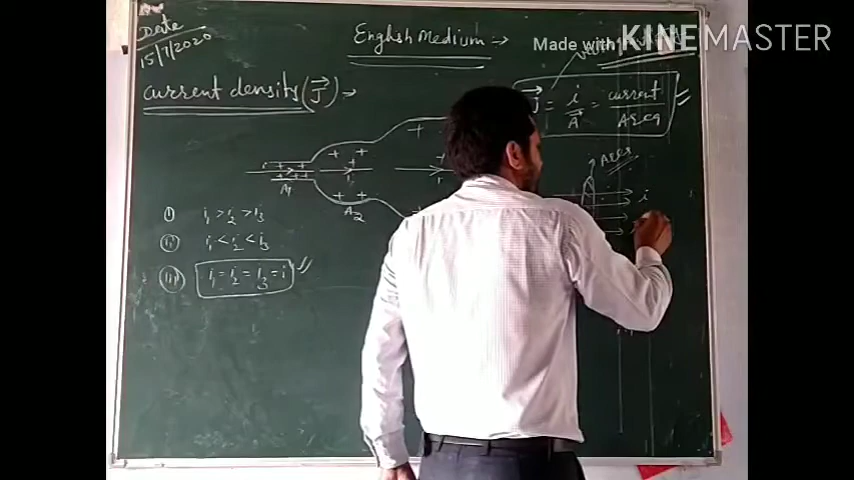 Date
15/7/2020
English Medium →
Made with KINEMASTER
current density (J⃗) →
J⃗ = i/A⃗ = current/Area
Area
+ +
+
+ +
+ +
i
A1
A2
+ +
i
i
(i) i1 > i2 > i3
(ii) i1 < i2 < i3
(iii) i1 = i2 = i3 = i